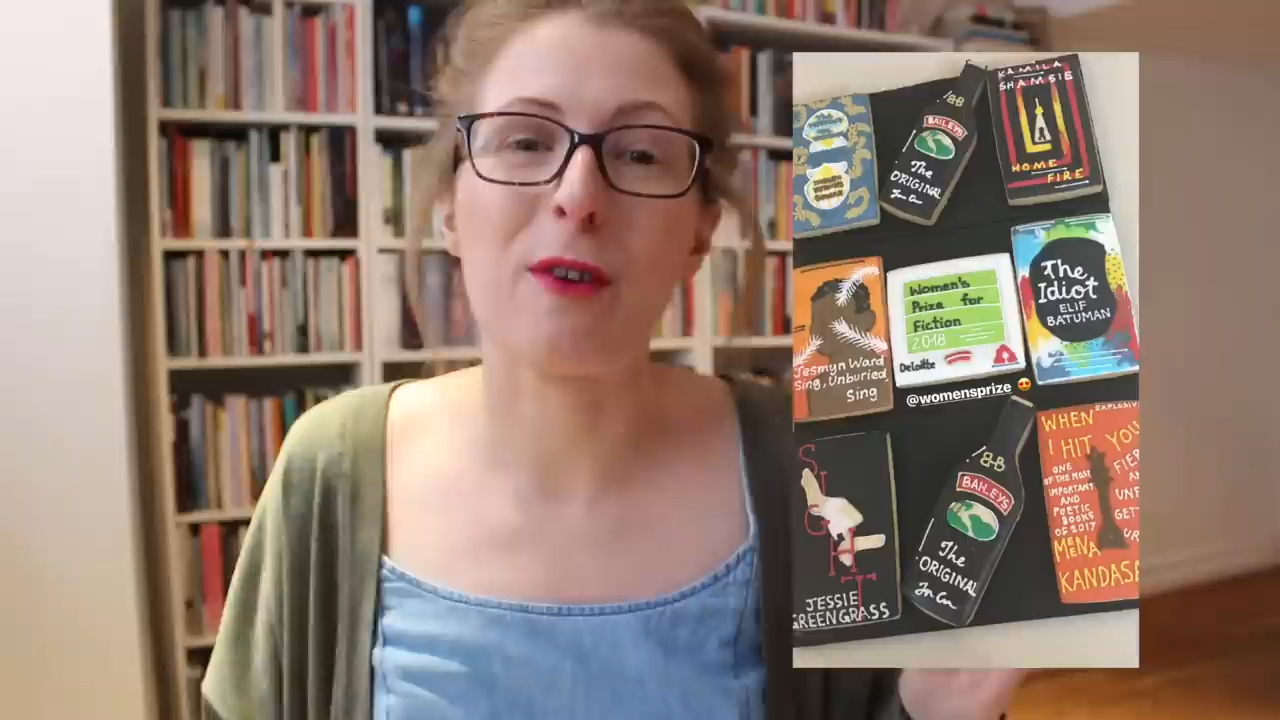 KAMILA
SHAMSIE
HOME
FIRE
BAILEYS
The
ORIGINAL
The
Idiot
ELIF
BATUMAN
Women's
Prize for
Fiction
2018
Deloitte
Jesmyn Ward
Sing, Unburied,
Sing
@womensprize
WHEN
I HIT YOU
ONE
OF THE MOST
IMPORTANT
AND
POETIC
BOOKS
OF 2017
MEENA
KANDASA
SIGHT
JESSIE
GREENGRASS
BAILEYS
The
ORIGINAL